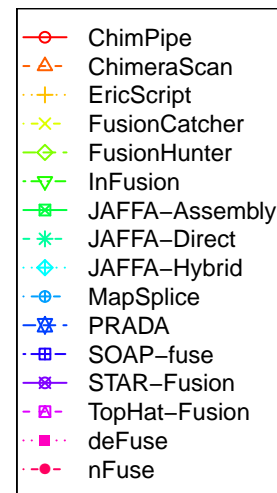 ChimPipe
ChimeraScan
EricScript
FusionCatcher
FusionHunter
InFusion
JAFFA−Assembly
JAFFA−Direct
JAFFA−Hybrid
MapSplice
PRADA
SOAP−fuse
STAR−Fusion
TopHat−Fusion
deFuse
nFuse